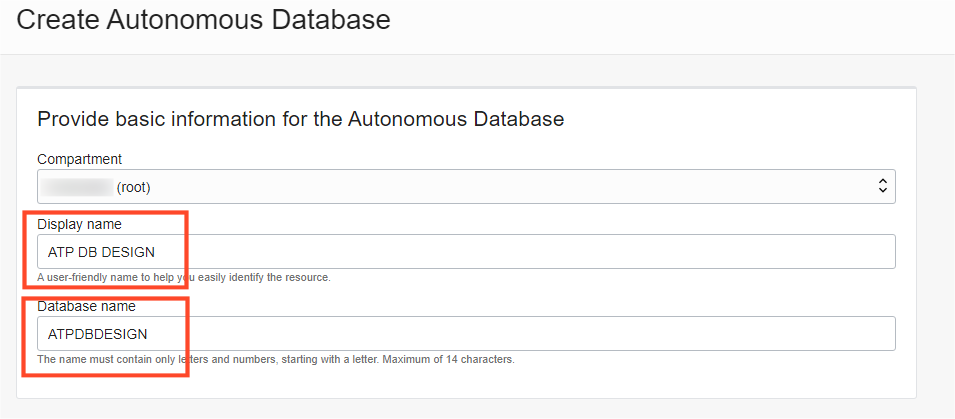 Create Autonomous Database
Provide basic information for the Autonomous Database
Compartment
(root)
Display name
ATP DB DESIGN
A user-friendly name to help you easily identify the resource.
Database name
ATPDBDESIGN
The name must contain only letters and numbers, starting with a letter. Maximum of 14 characters.